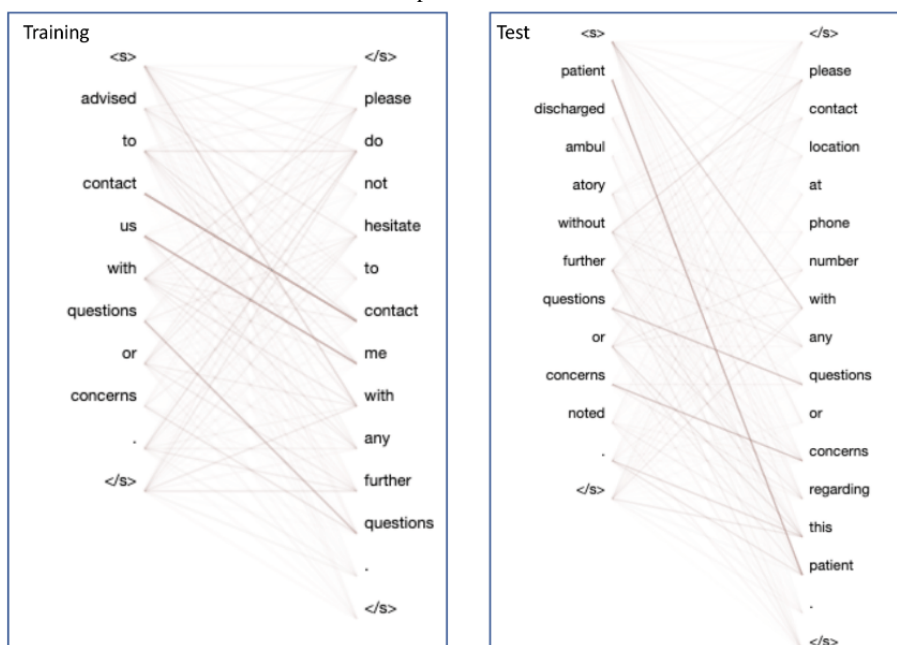 Training
<s>
advised
to
contact
us
with
questions
or
concerns
.
</s>
</s>
please
do
not
hesitate
to
contact
me
with
any
further
questions
.
</s>
Test
<s>
patient
discharged
ambul
atory
without
further
questions
or
concerns
noted
.
</s>
</s>
please
contact
location
at
phone
number
with
any
questions
or
concerns
regarding
this
patient
.
</s>